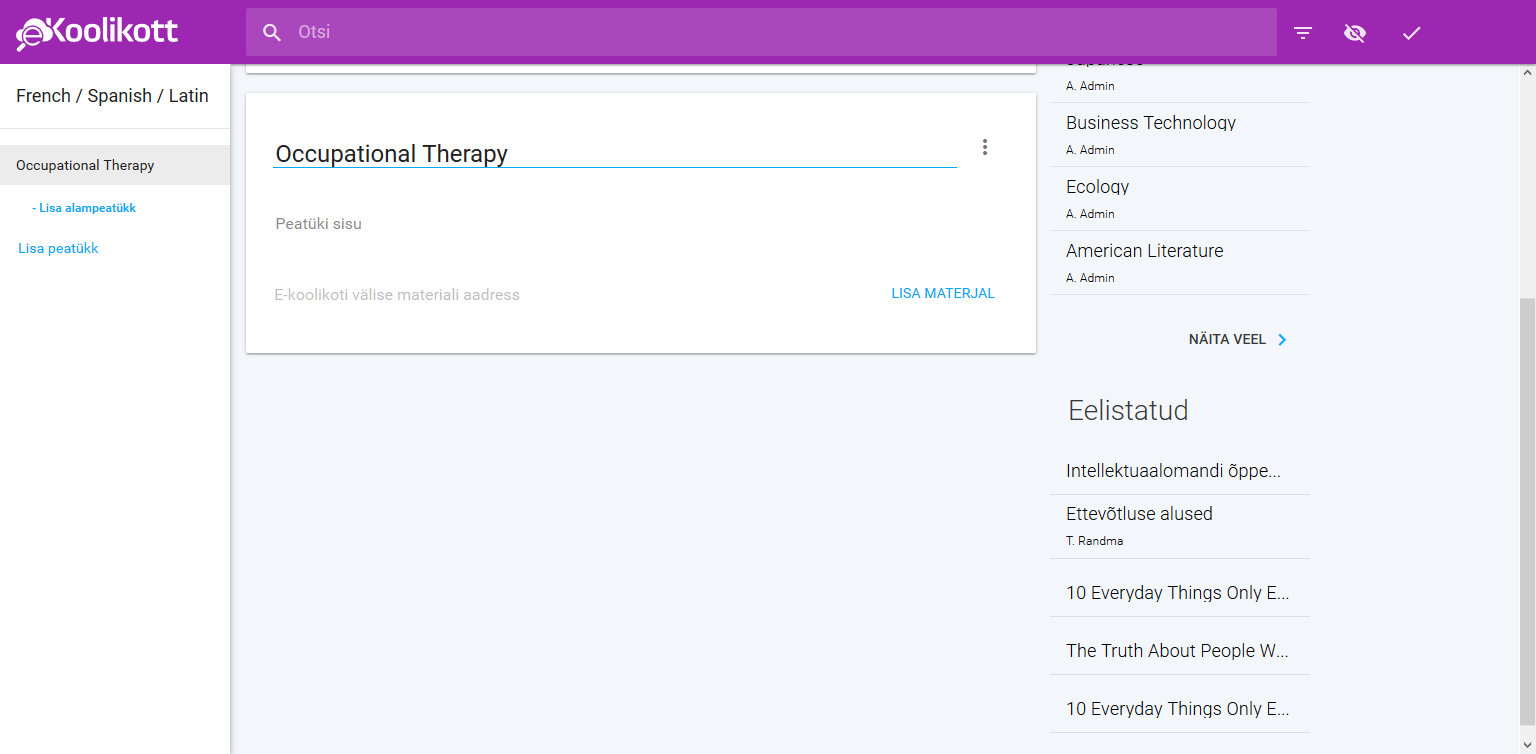 eKoolikott
Otsi
French / Spanish / Latin
Occupational Therapy
- Lisa alampeatükk
Lisa peatükk
Occupational Therapy
Peatüki sisu
E-koolikoti välise materiali aadress
LISA MATERJAL
Japanese
A. Admin
Business Technology
A. Admin
Ecology
A. Admin
American Literature
A. Admin
NÄITA VEEL
Eelistatud
Intellektuaalomandi õppe...
Ettevõtluse alused
T. Randma
10 Everyday Things Only E...
The Truth About People W...
10 Everyday Things Only E...